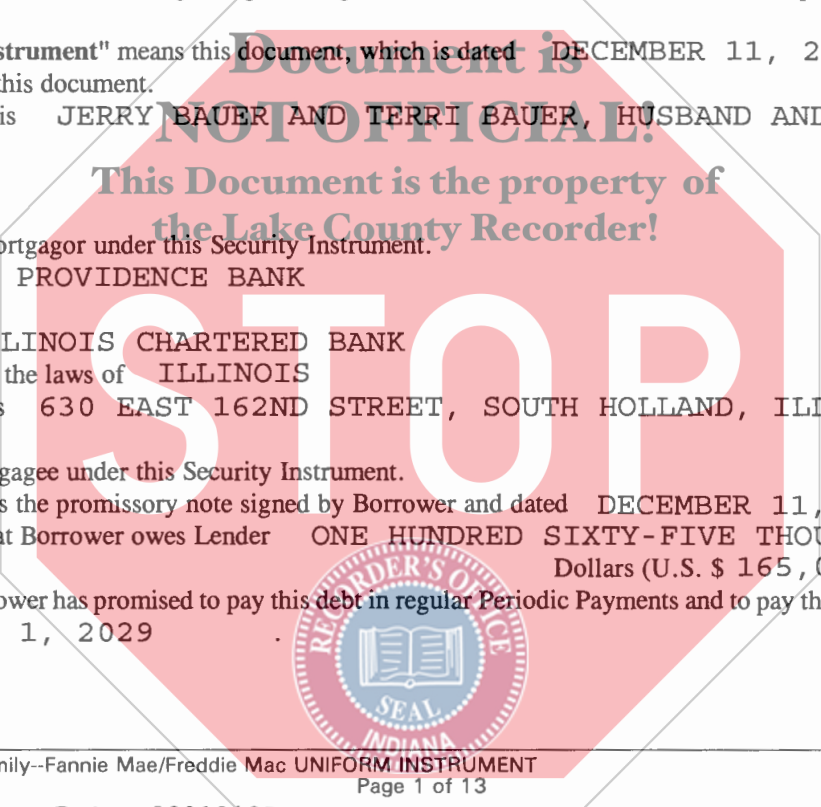 strument" means this document, which is dated DECEMBER 11, 2
this document.
is JERRY BAUER AND TERRI BAUER, HUSBAND AND
Document is
NOT OFFICIAL!
This Document is the property of
the Lake County Recorder!
ortgagor under this Security Instrument.
PROVIDENCE BANK
LINOIS CHARTERED BANK
the laws of ILLINOIS
s 630 EAST 162ND STREET, SOUTH HOLLAND, ILL
STOP
gagee under this Security Instrument.
s the promissory note signed by Borrower and dated DECEMBER 11,
at Borrower owes Lender ONE HUNDRED SIXTY-FIVE THOU
Dollars (U.S. $ 165,0
ower has promised to pay this debt in regular Periodic Payments and to pay th
1, 2029 .
RECORDER'S OFFICE
SEAL
INDIANA
mily--Fannie Mae/Freddie Mac UNIFORM INSTRUMENT
Page 1 of 13